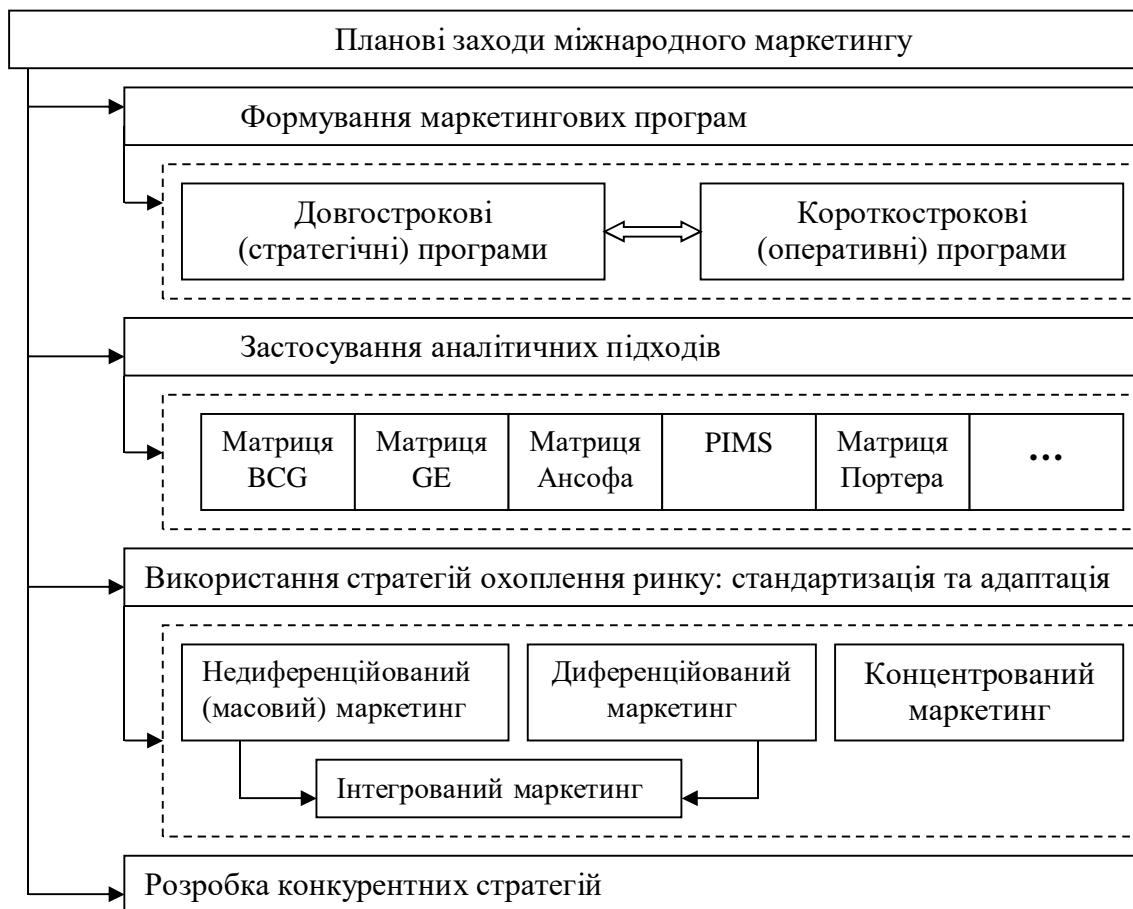 Планові заходи міжнародного маркетингу
Формування маркетингових програм
Довгострокові
(стратегічні) програми
Короткострокові
(оперативні) програми
Застосування аналітичних підходів
Матриця
BCG
Матриця
GE
Матриця
Ансофа
PIMS
Матриця
Портера
...
Використання стратегій охоплення ринку: стандартизація та адаптація
Недиференційований
(масовий) маркетинг
Диференційований
маркетинг
Концентрований
маркетинг
Інтегрований маркетинг
Розробка конкурентних стратегій